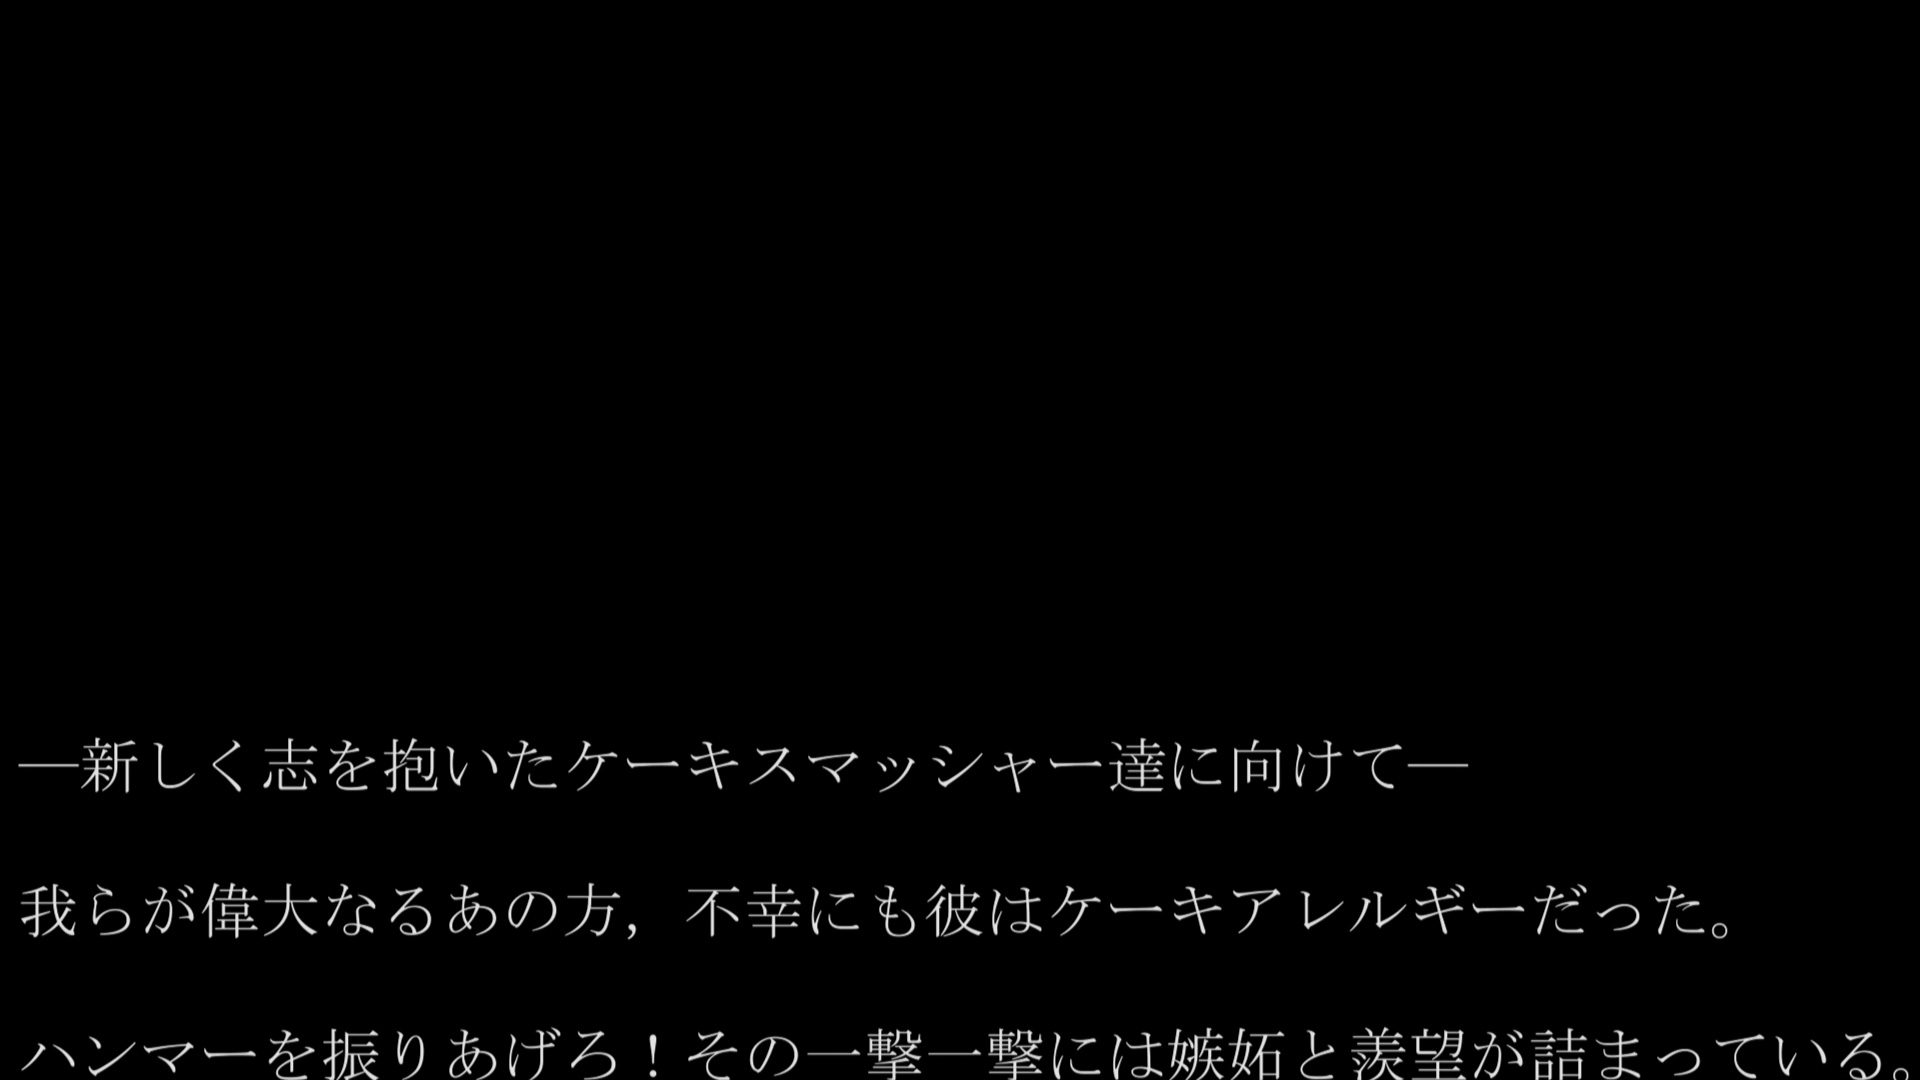 ―新しく志を抱いたケーキスマッシャー達に向けて―
我らが偉大なるあの方，不幸にも彼はケーキアレルギーだった。
ハンマーを振りあげろ！その一撃一撃には嫉妬と羨望が詰まっている。